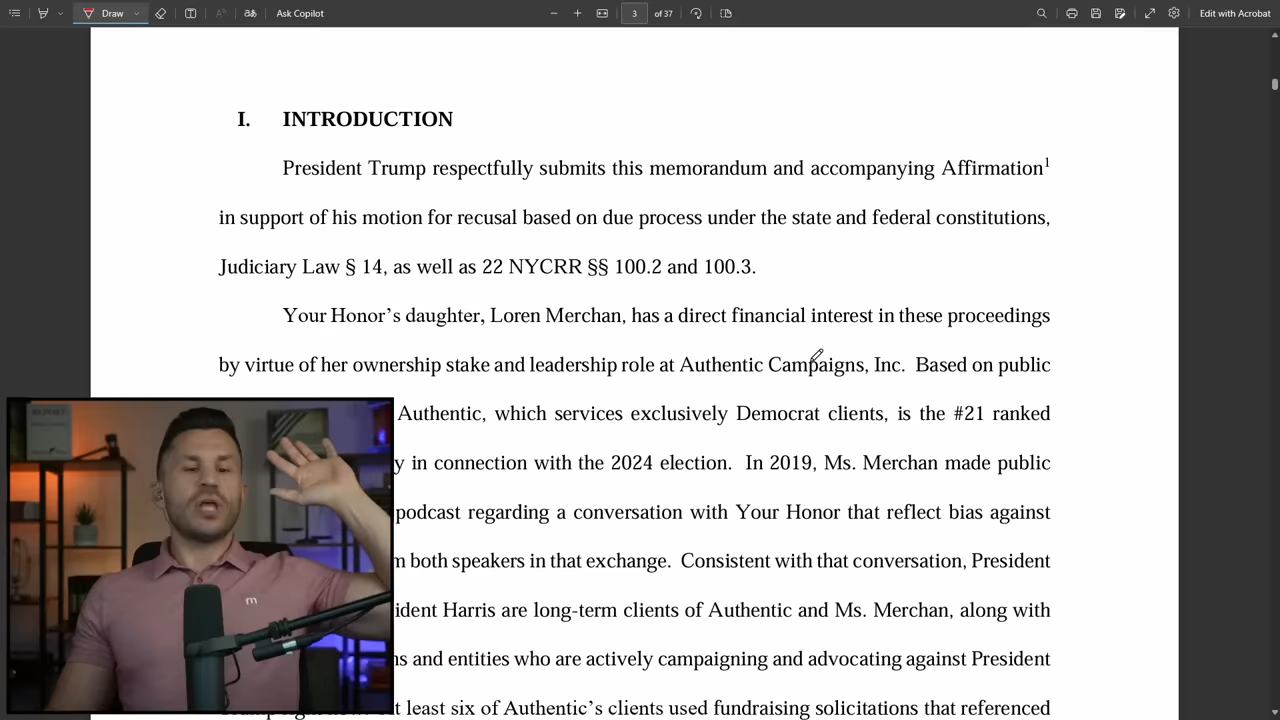 Draw
Ask Copilot
3 of 37
Edit with Acrobat
I. INTRODUCTION
President Trump respectfully submits this memorandum and accompanying Affirmation1
in support of his motion for recusal based on due process under the state and federal constitutions,
Judiciary Law § 14, as well as 22 NYCRR §§ 100.2 and 100.3.
Your Honor’s daughter, Loren Merchan, has a direct financial interest in these proceedings
by virtue of her ownership stake and leadership role at Authentic Campaigns, Inc. Based on public
Authentic, which services exclusively Democrat clients, is the #21 ranked
in connection with the 2024 election. In 2019, Ms. Merchan made public
podcast regarding a conversation with Your Honor that reflect bias against
both speakers in that exchange. Consistent with that conversation, President
Harris are long-term clients of Authentic and Ms. Merchan, along with
and entities who are actively campaigning and advocating against President
least six of Authentic’s clients used fundraising solicitations that referenced
REPORT
m